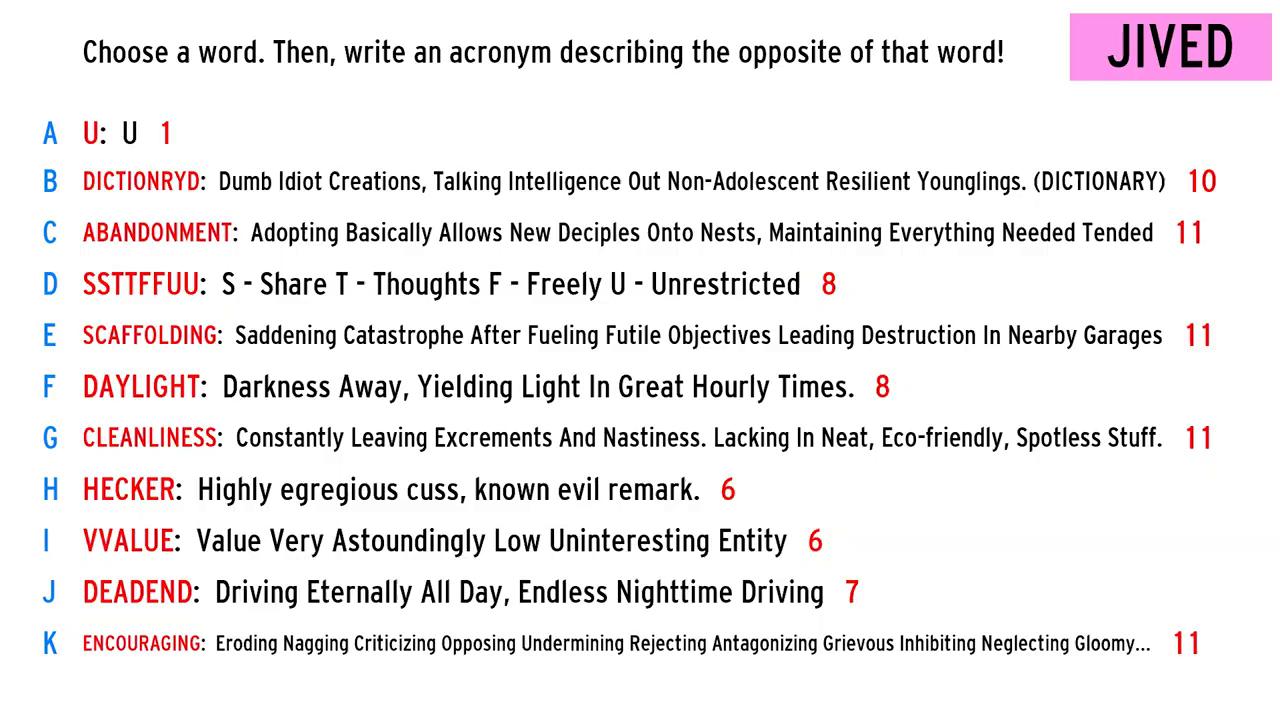 Choose a word. Then, write an acronym describing the opposite of that word!
JIVED
A U: U 1
B DICTIONRYD: Dumb Idiot Creations, Talking Intelligence Out Non-Adolescent Resilient Younglings. (DICTIONARY) 10
C ABANDONMENT: Adopting Basically Allows New Deciples Onto Nests, Maintaining Everything Needed Tended 11
D SSTTFFUU: S - Share T - Thoughts F - Freely U - Unrestricted 8
E SCAFFOLDING: Saddening Catastrophe After Fueling Futile Objectives Leading Destruction In Nearby Garages 11
F DAYLIGHT: Darkness Away, Yielding Light In Great Hourly Times. 8
G CLEANLINESS: Constantly Leaving Excrements And Nastiness. Lacking In Neat, Eco-friendly, Spotless Stuff. 11
H HECKER: Highly egregious cuss, known evil remark. 6
I VVALUE: Value Very Astoundingly Low Uninteresting Entity 6
J DEADEND: Driving Eternally All Day, Endless Nighttime Driving 7
K ENCOURAGING: Eroding Nagging Criticizing Opposing Undermining Rejecting Antagonizing Grievous Inhibiting Neglecting Gloomy... 11